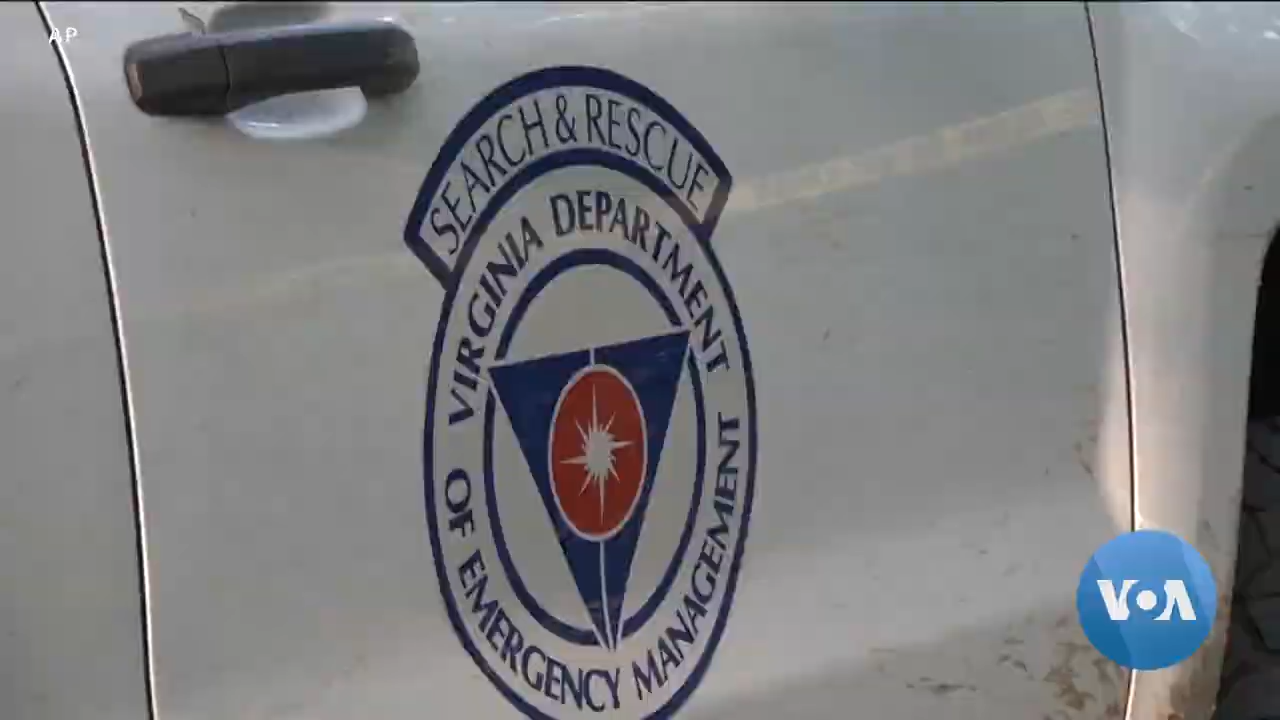 AP
SEARCH & RESCUE
VIRGINIA DEPARTMENT
OF EMERGENCY MANAGEMENT
VOA